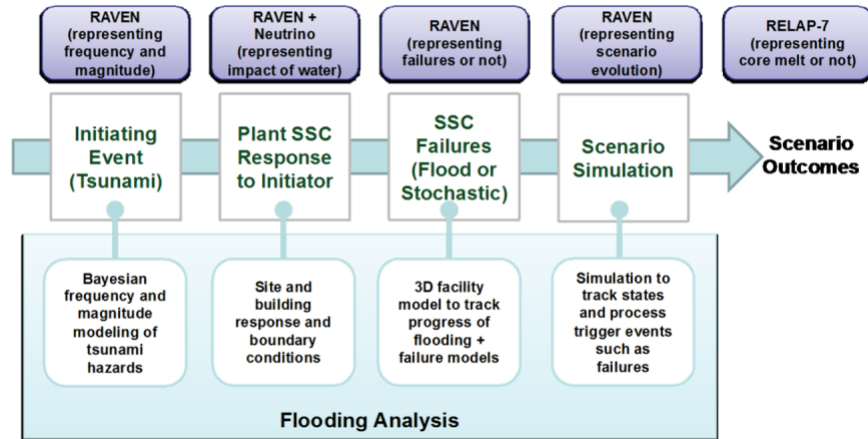 RAVEN
(representing
frequency and
magnitude)
RAVEN +
Neutrino
(representing
impact of water)
RAVEN
(representing
failures or not)
RAVEN
(representing
scenario
evolution)
RELAP-7
(representing
core melt or not)
Initiating
Event
(Tsunami)
Plant SSC
Response
to Initiator
SSC
Failures
(Flood or
Stochastic)
Scenario
Simulation
Scenario
Outcomes
Bayesian
frequency and
magnitude
modeling of
tsunami
hazards
Site and
building
response and
boundary
conditions
3D facility
model to track
progress of
flooding +
failure models
Simulation to
track states
and process
trigger events
such as
failures
Flooding Analysis